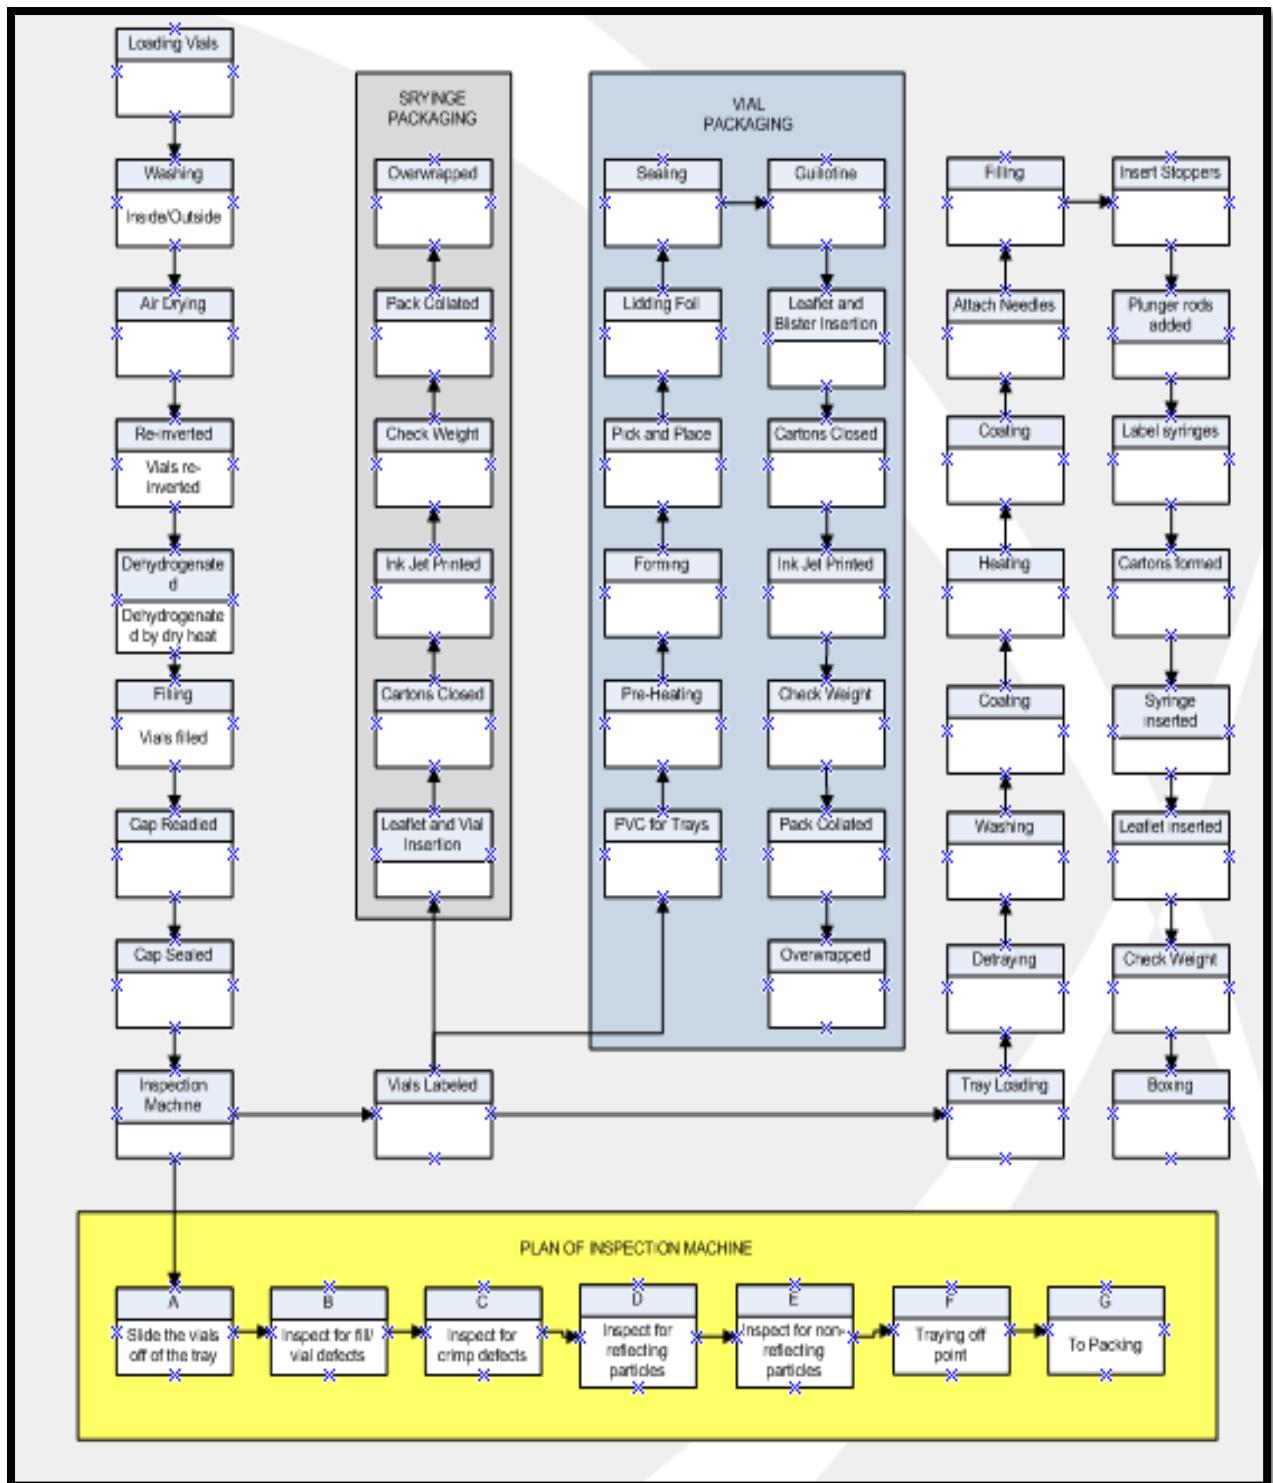 Loading Vials
Washing
Inside/Outside
Air Drying
Re-inverted
Vials re-
inverted
Dehydrogenate
d
Dehydrogenate
d by dry heat
Filling
Vials filled
Cap Readied
Cap Sealed
Inspection
Machine
SRYINGE
PACKAGING
Overwrapped
Pack Collated
Check Weight
Ink Jet Printed
Cartons Closed
Leaflet and Vial
Insertion
Vials Labeled
VIAL
PACKAGING
Sealing
Lidding Foil
Pick and Place
Forming
Pre-Heating
PVC for Trays
Guillotine
Leaflet and
Blister Insertion
Cartons Closed
Ink Jet Printed
Check Weight
Pack Collated
Overwrapped
Filling
Attach Needles
Coating
Heating
Coating
Washing
Detraying
Tray Loading
Insert Stoppers
Plunger rods
added
Label syringes
Cartons formed
Syringe
inserted
Leaflet inserted
Check Weight
Boxing
PLAN OF INSPECTION MACHINE
A
Slide the vials
off of the tray
B
Inspect for fill/
vial defects
C
Inspect for
crimp defects
D
Inspect for
reflecting
particles
E
Inspect for non-
reflecting
particles
F
Traying off
point
G
To Packing